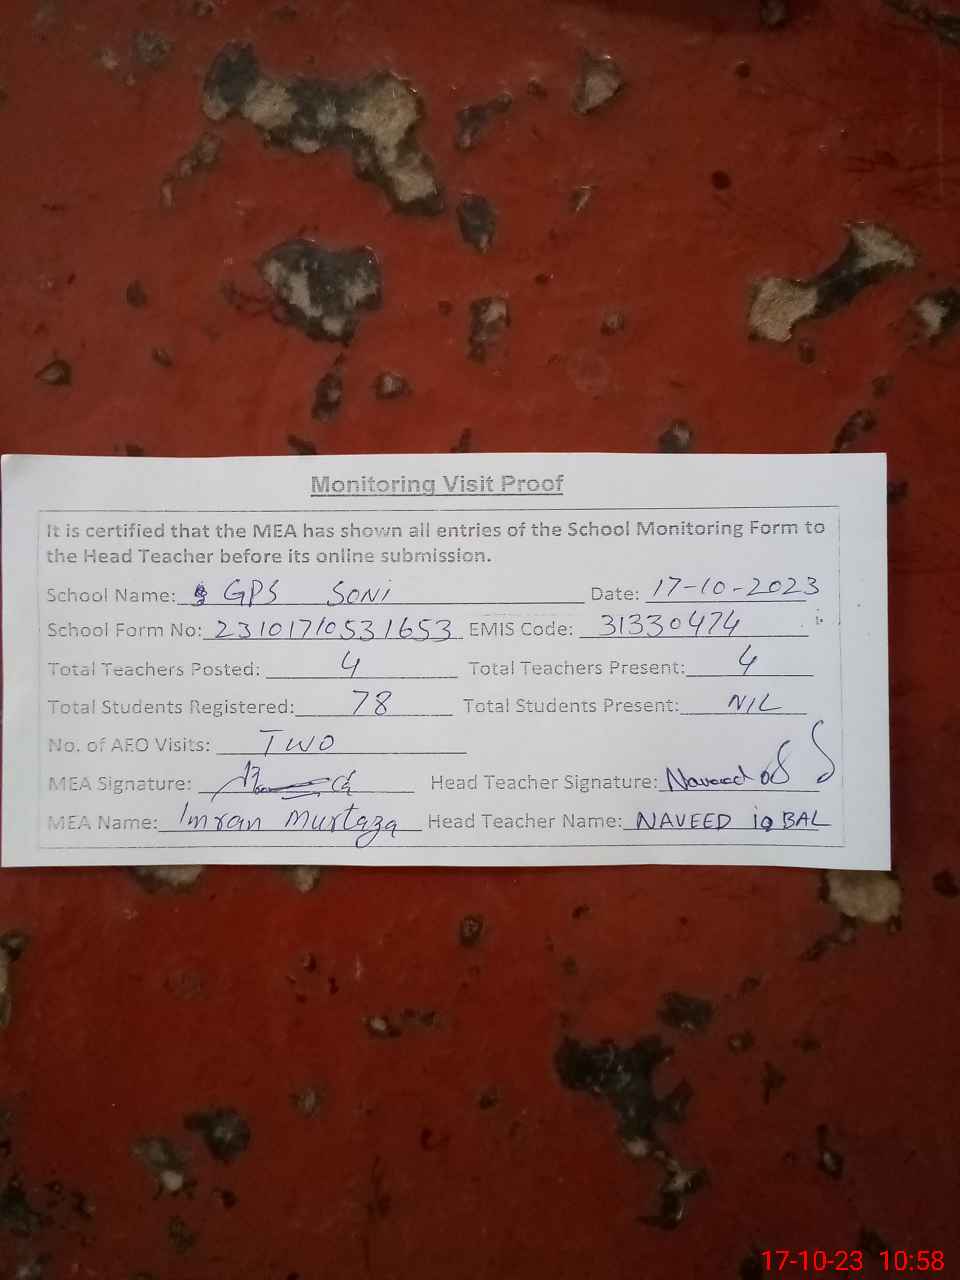 Monitoring Visit Proof
It is certified that the MEA has shown all entries of the School Monitoring Form to
the Head Teacher before its online submission.
School Name: GPS SONI Date: 17-10-2023
School Form No: 23101710531653 EMIS Code: 31330474
Total Teachers Posted: 4 Total Teachers Present: 4
Total Students Registered: 78 Total Students Present: NIL
No. of AEO Visits: TWO
MEA Signature: Head Teacher Signature: Naveed
MEA Name: Imran Murtaza Head Teacher Name: NAVEED iqBAL
17-10-23 10:58